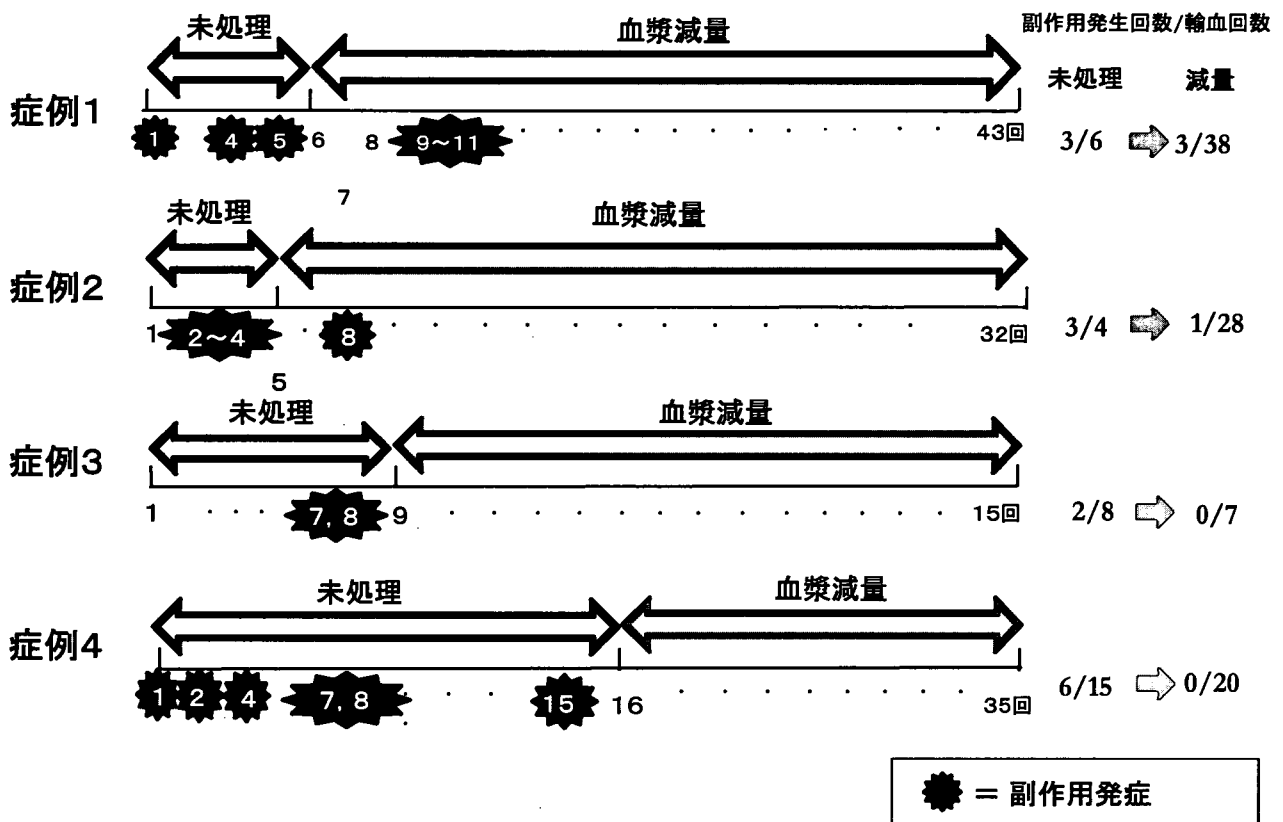 未処理
血漿減量
副作用発生回数/輸血回数
未処理 減量
症例1
1 4 5 6 8 9～11 43回
3/6 3/38
7
未処理
血漿減量
症例2
1 2～4 8 32回
3/4 1/28
5
未処理
血漿減量
症例3
1 7, 8 9 15回
2/8 0/7
未処理
血漿減量
症例4
1 2 4 7, 8 15 16 35回
6/15 0/20
= 副作用発症